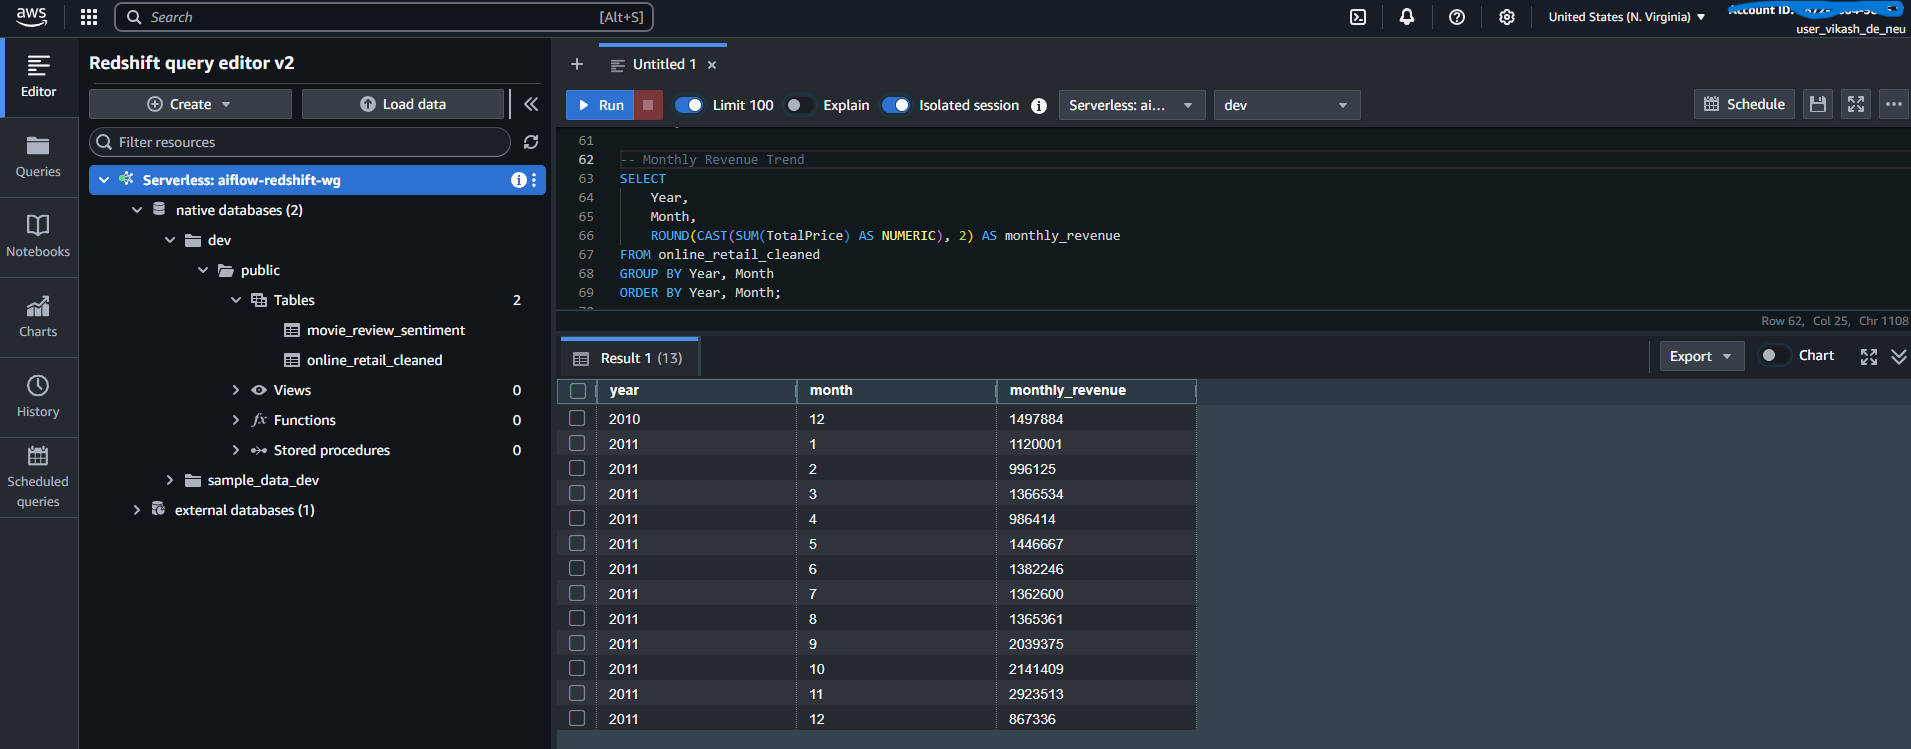 aws
Search [Alt+S]
United States (N. Virginia)
Account ID:
user_vikash_de_neu
Editor
Queries
Notebooks
Charts
History
Scheduled
queries
Redshift query editor v2
Create
Load data
Filter resources
Serverless: aiflow-redshift-wg
native databases (2)
dev
public
Tables 2
movie_review_sentiment
online_retail_cleaned
Views 0
fx Functions 0
Stored procedures 0
sample_data_dev
external databases (1)
Untitled 1
Run
Limit 100
Explain
Isolated session
Serverless: ai...
dev
Schedule
61
62 -- Monthly Revenue Trend
63 SELECT
64 Year,
65 Month,
66 ROUND(CAST(SUM(TotalPrice) AS NUMERIC), 2) AS monthly_revenue
67 FROM online_retail_cleaned
68 GROUP BY Year, Month
69 ORDER BY Year, Month;
Row 62, Col 25, Chr 1108
Result 1 (13)
Export
Chart
year month monthly_revenue
2010 12 1497884
2011 1 1120001
2011 2 996125
2011 3 1366534
2011 4 986414
2011 5 1446667
2011 6 1382246
2011 7 1362600
2011 8 1365361
2011 9 2039375
2011 10 2141409
2011 11 2923513
2011 12 867336